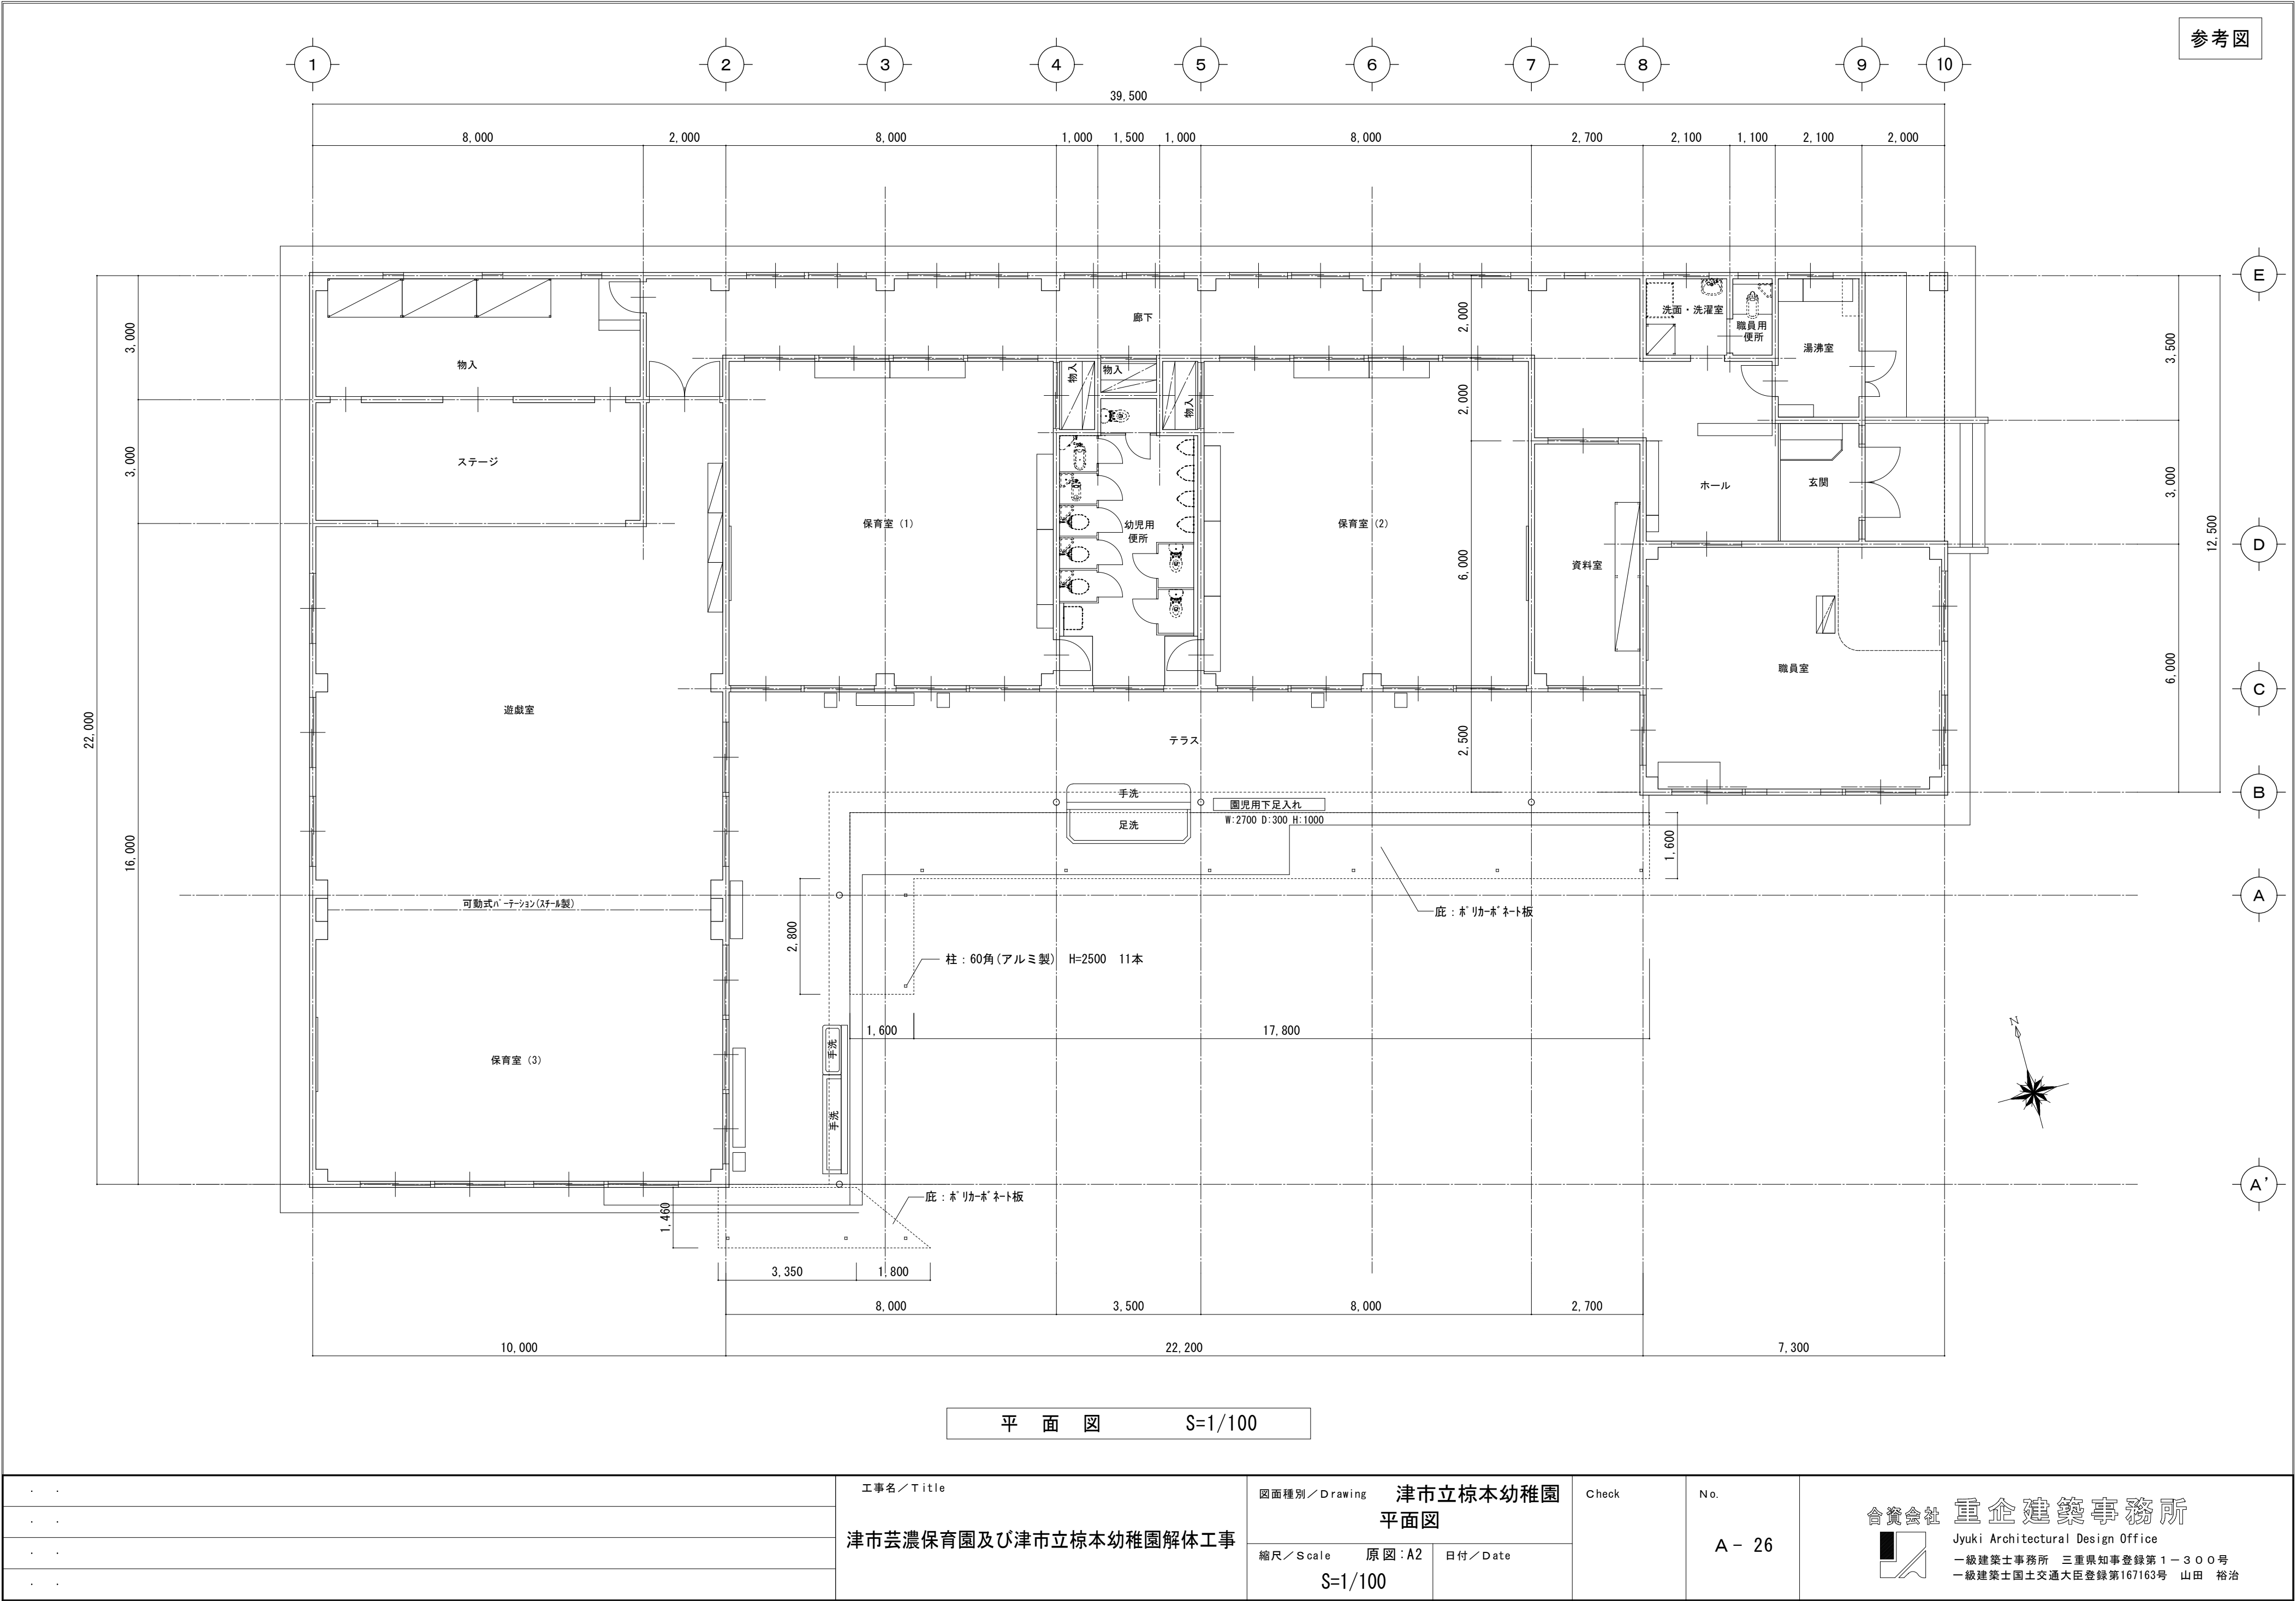 参考図
1 2 3 4 5 6 7 8 9 10
39,500
8,000 2,000 8,000 1,000 1,500 1,000 8,000 2,700 2,100 1,100 2,100 2,000
E
D
C
B
A
A'
22,000
3,000
3,000
16,000
2,000
2,000
6,000
2,500
3,500
3,000
6,000
12,500
物入
ステージ
遊戯室
可動式パーテーション(スチール製)
保育室(3)
廊下
保育室(1)
物入
物入
物入
幼児用
便所
保育室(2)
資料室
洗面・洗濯室
職員用
便所
湯沸室
ホール
玄関
職員室
テラス
手洗
足洗
園児用下足入れ
W:2700 D:300 H:1000
1,600
庇:ポリカーボネート板
2,800
柱:60角(アルミ製) H=2500 11本
1,600 17,800
手洗
手洗
庇:ポリカーボネート板
1,460
3,350 1,800
8,000 3,500 8,000 2,700
10,000 22,200 7,300
N
平面図 S=1/100
工事名/Title
津市芸濃保育園及び津市立椋本幼稚園解体工事
図面種別/Drawing 津市立椋本幼稚園
平面図
縮尺/Scale 原図:A2
S=1/100
日付/Date
Check
No.
A- 26
合資会社 重企建築事務所
Jyuki Architectural Design Office
一級建築士事務所 三重県知事登録第1-300号
一級建築士国土交通大臣登録第167163号 山田 裕治